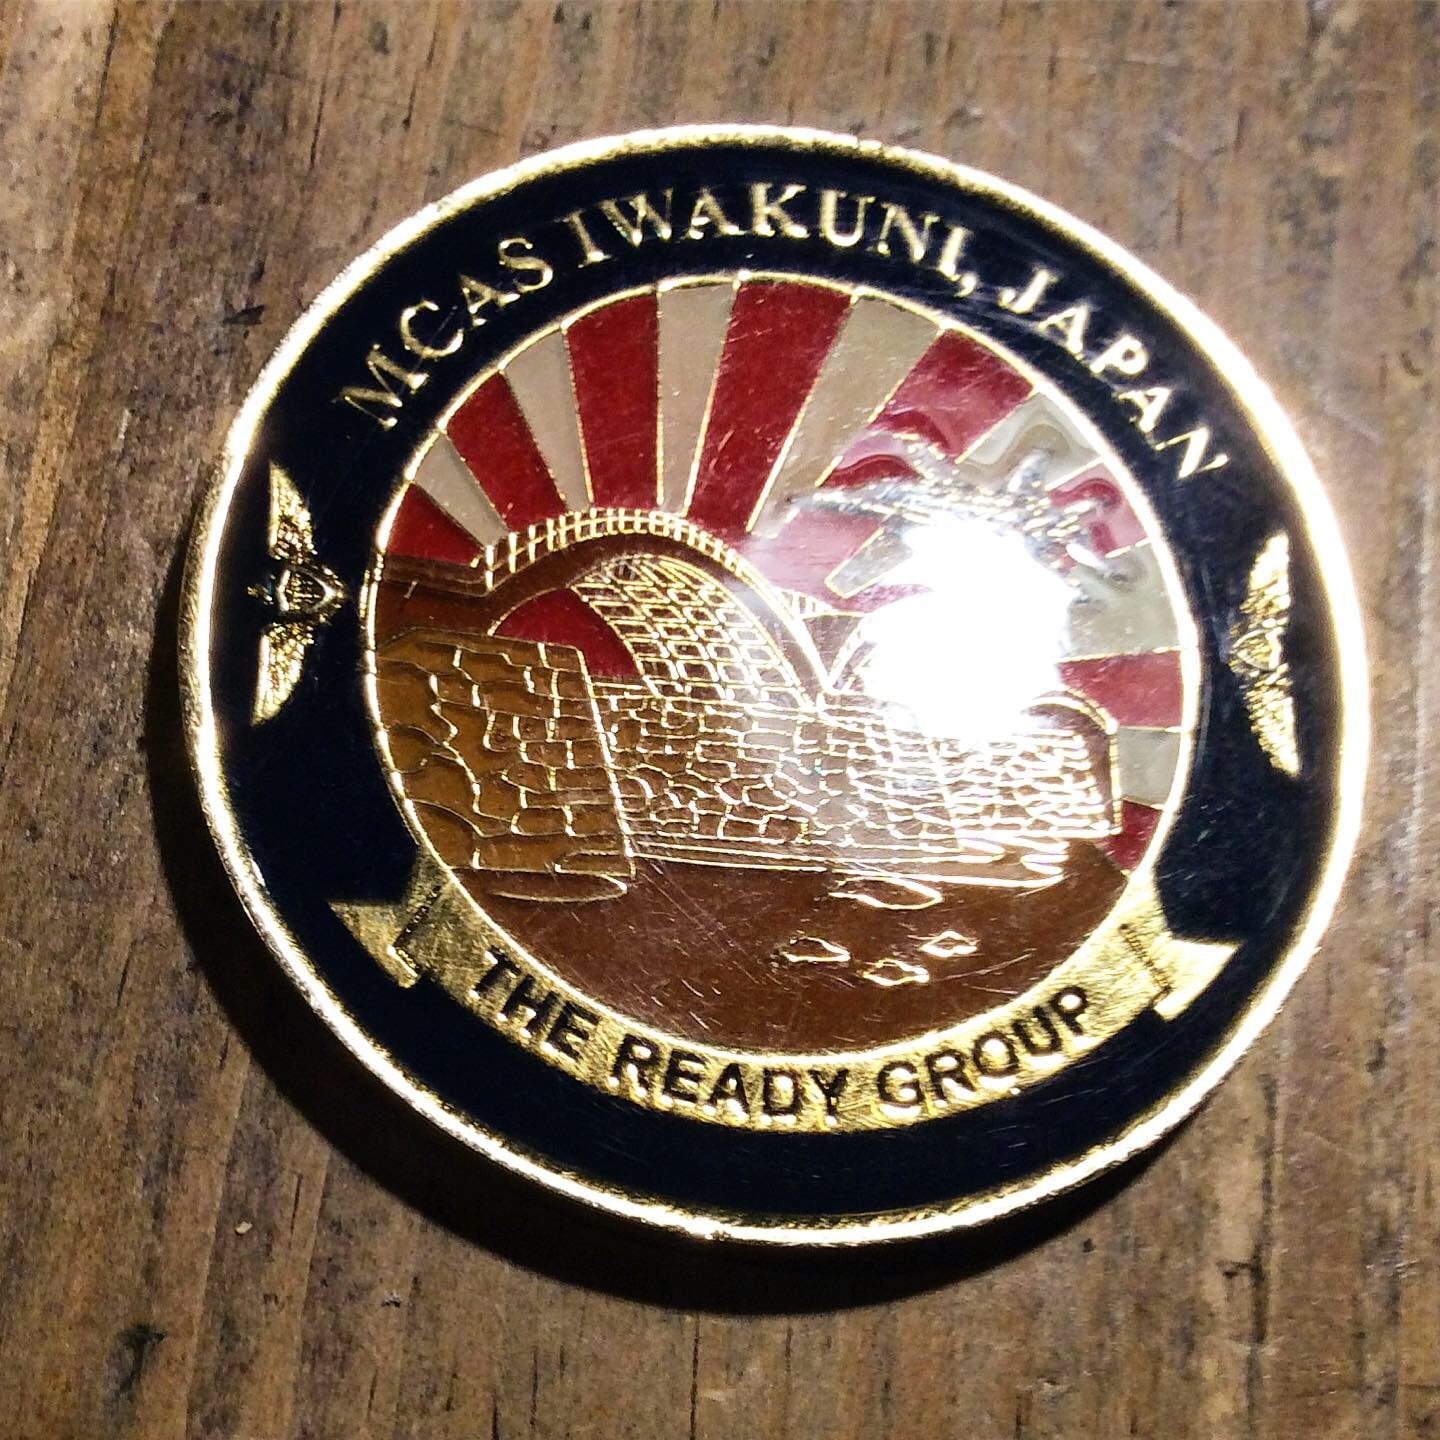 MCAS IWAKUNI, JAPAN
THE READY GROUP